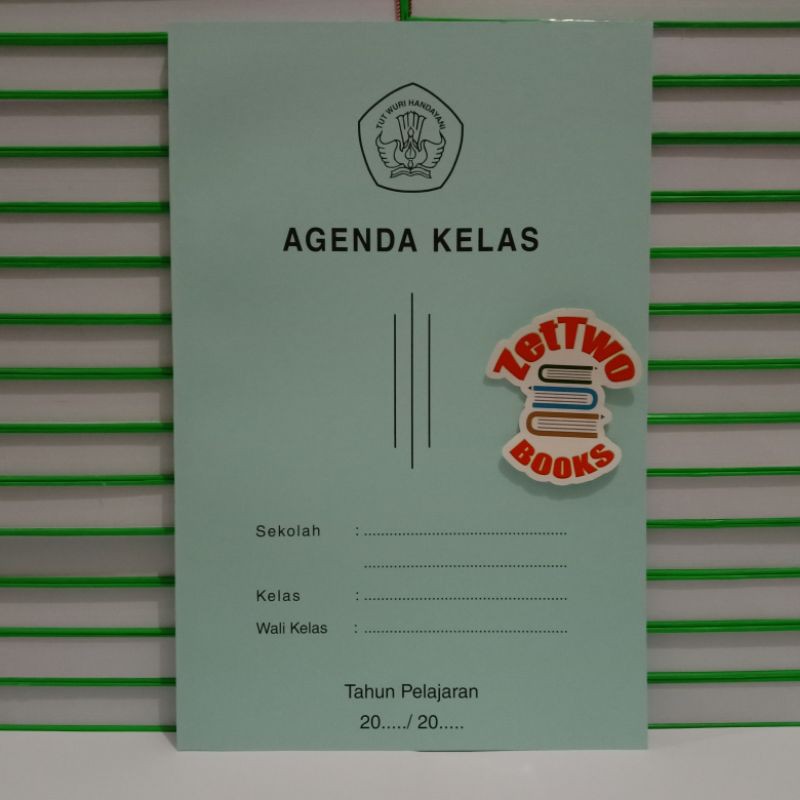 TUT WURI HANDAYANI
AGENDA KELAS
ZetTwo
BOOKS
Sekolah : ................................................
................................................
Kelas : ................................................
Wali Kelas : ................................................
Tahun Pelajaran
20...../ 20.....